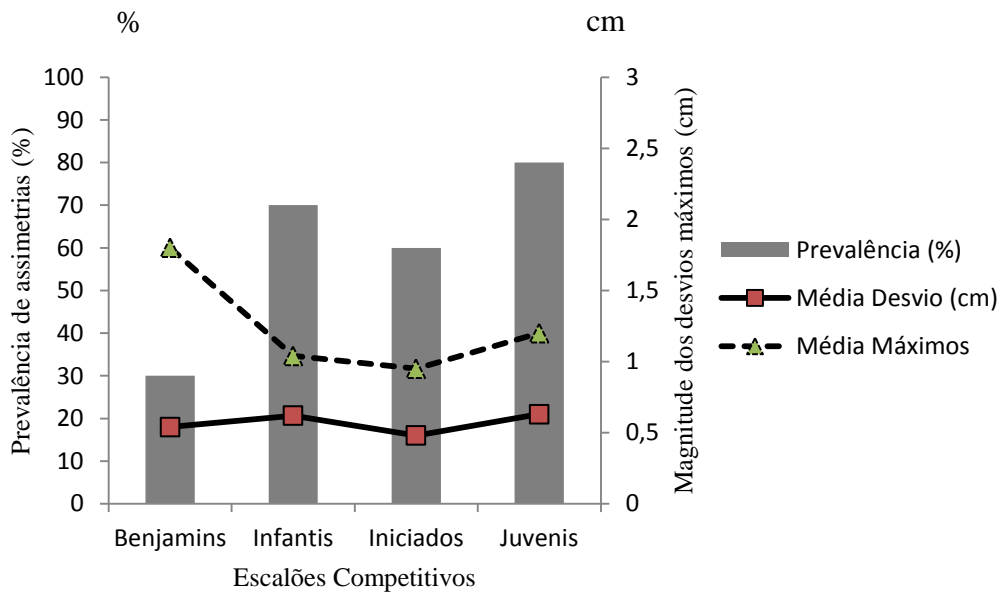 %
cm
Prevalência de assimetrias (%)
100
90
80
70
60
50
40
30
20
10
0
3
2,5
2
1,5
1
0,5
0
Magnitude dos desvios máximos (cm)
Benjamins Infantis Iniciados Juvenis
Escalões Competitivos
Prevalência (%)
Média Desvio (cm)
Média Máximos